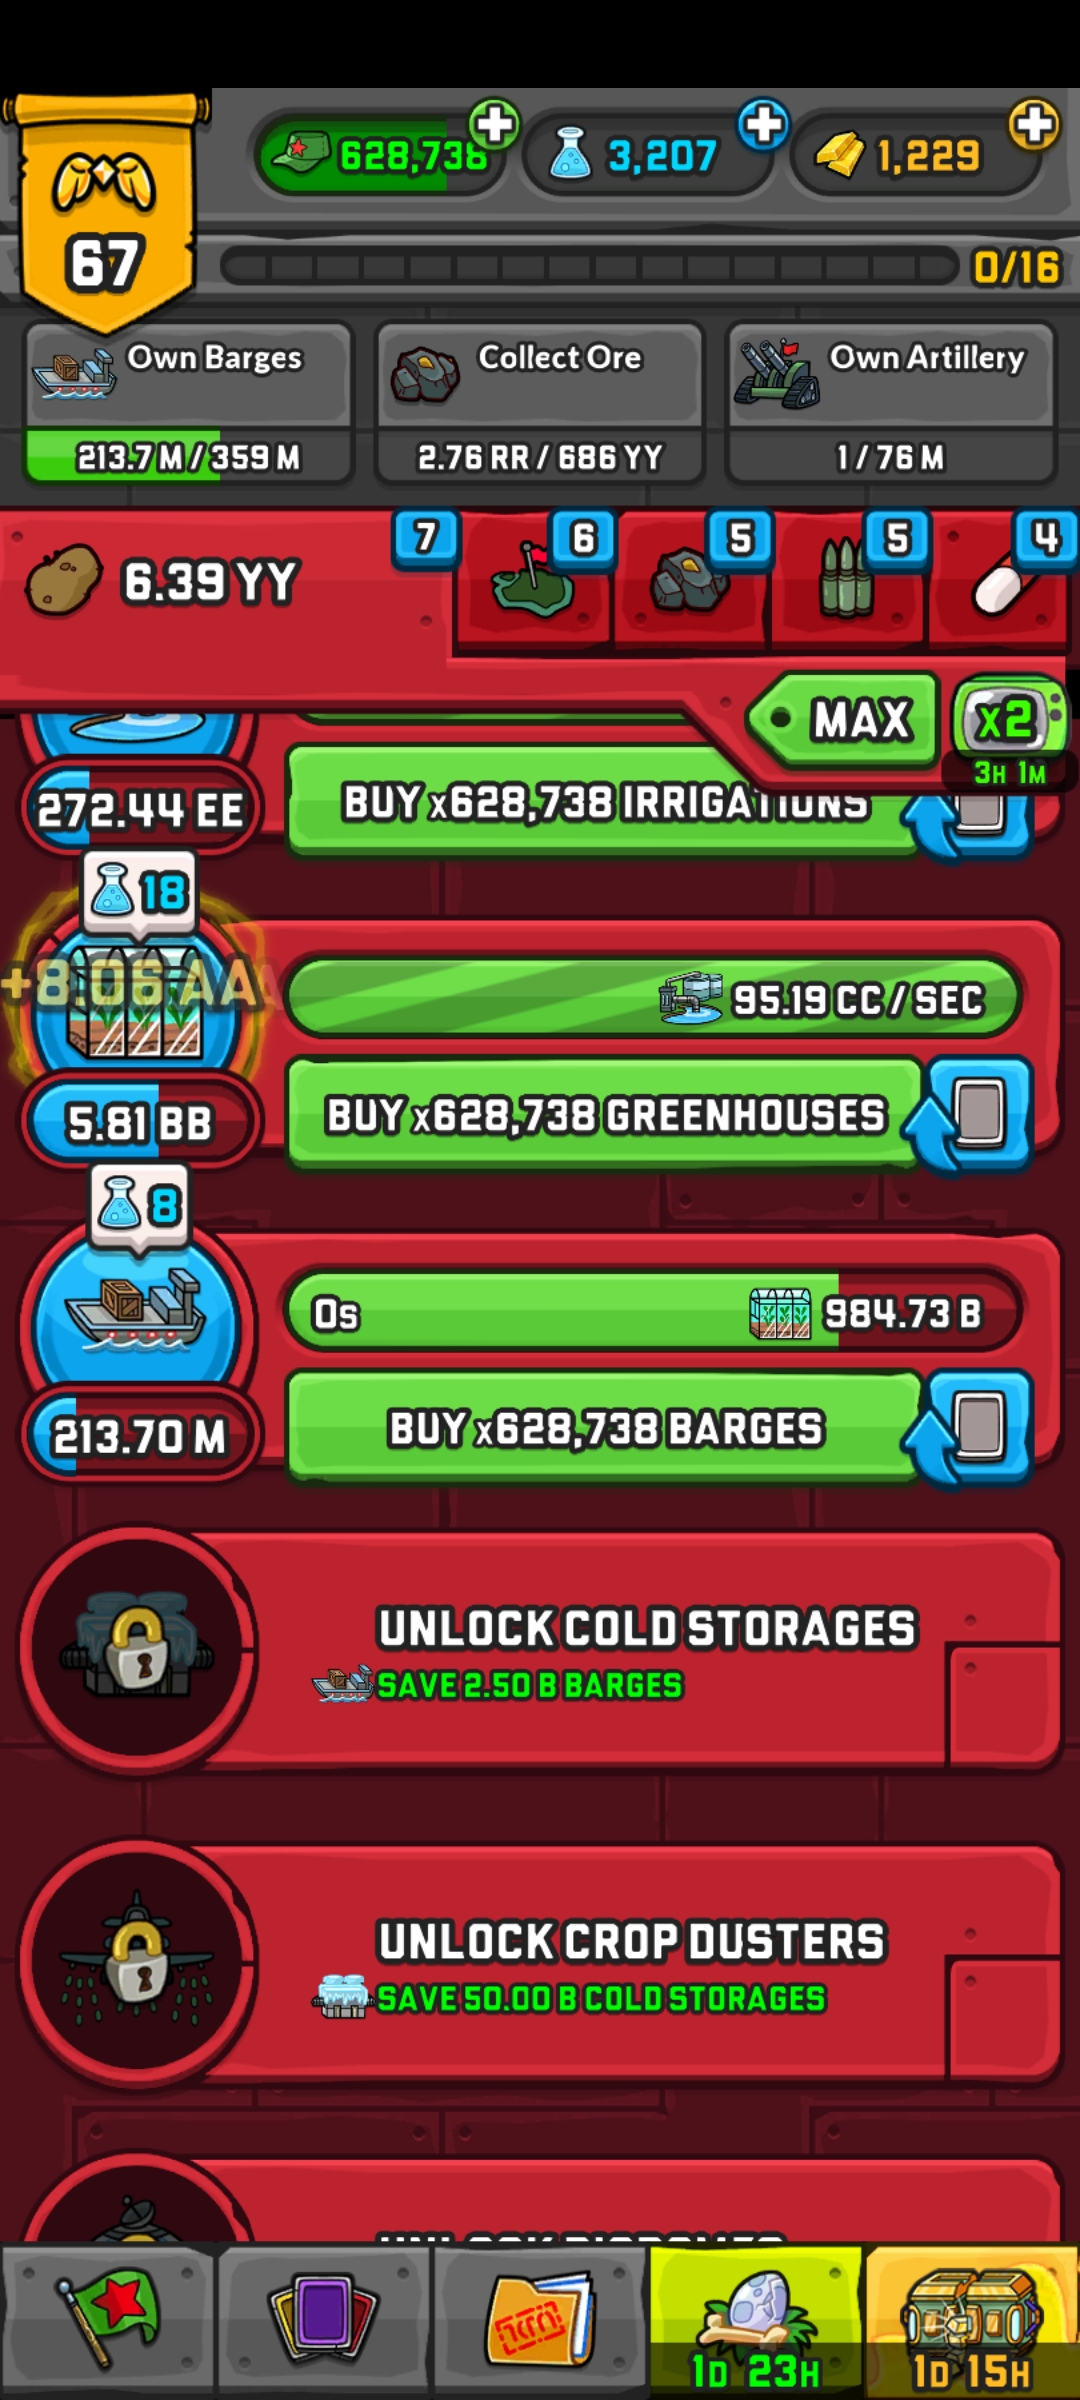 628,738
3,207
1,229
67
0/16
Own Barges
213.7 M / 359 M
Collect Ore
2.76 RR / 686 YY
Own Artillery
1 / 76 M
6.39 YY
7
6
5
5
4
MAX
x2
3H 1M
272.44 EE
BUY x628,738 IRRIGATIONS
18
+8.06 AA
95.19 CC / SEC
5.81 BB
BUY x628,738 GREENHOUSES
8
0s
984.73 B
213.70 M
BUY x628,738 BARGES
UNLOCK COLD STORAGES
SAVE 2.50 B BARGES
UNLOCK CROP DUSTERS
SAVE 50.00 B COLD STORAGES
1D 23H
1D 15H